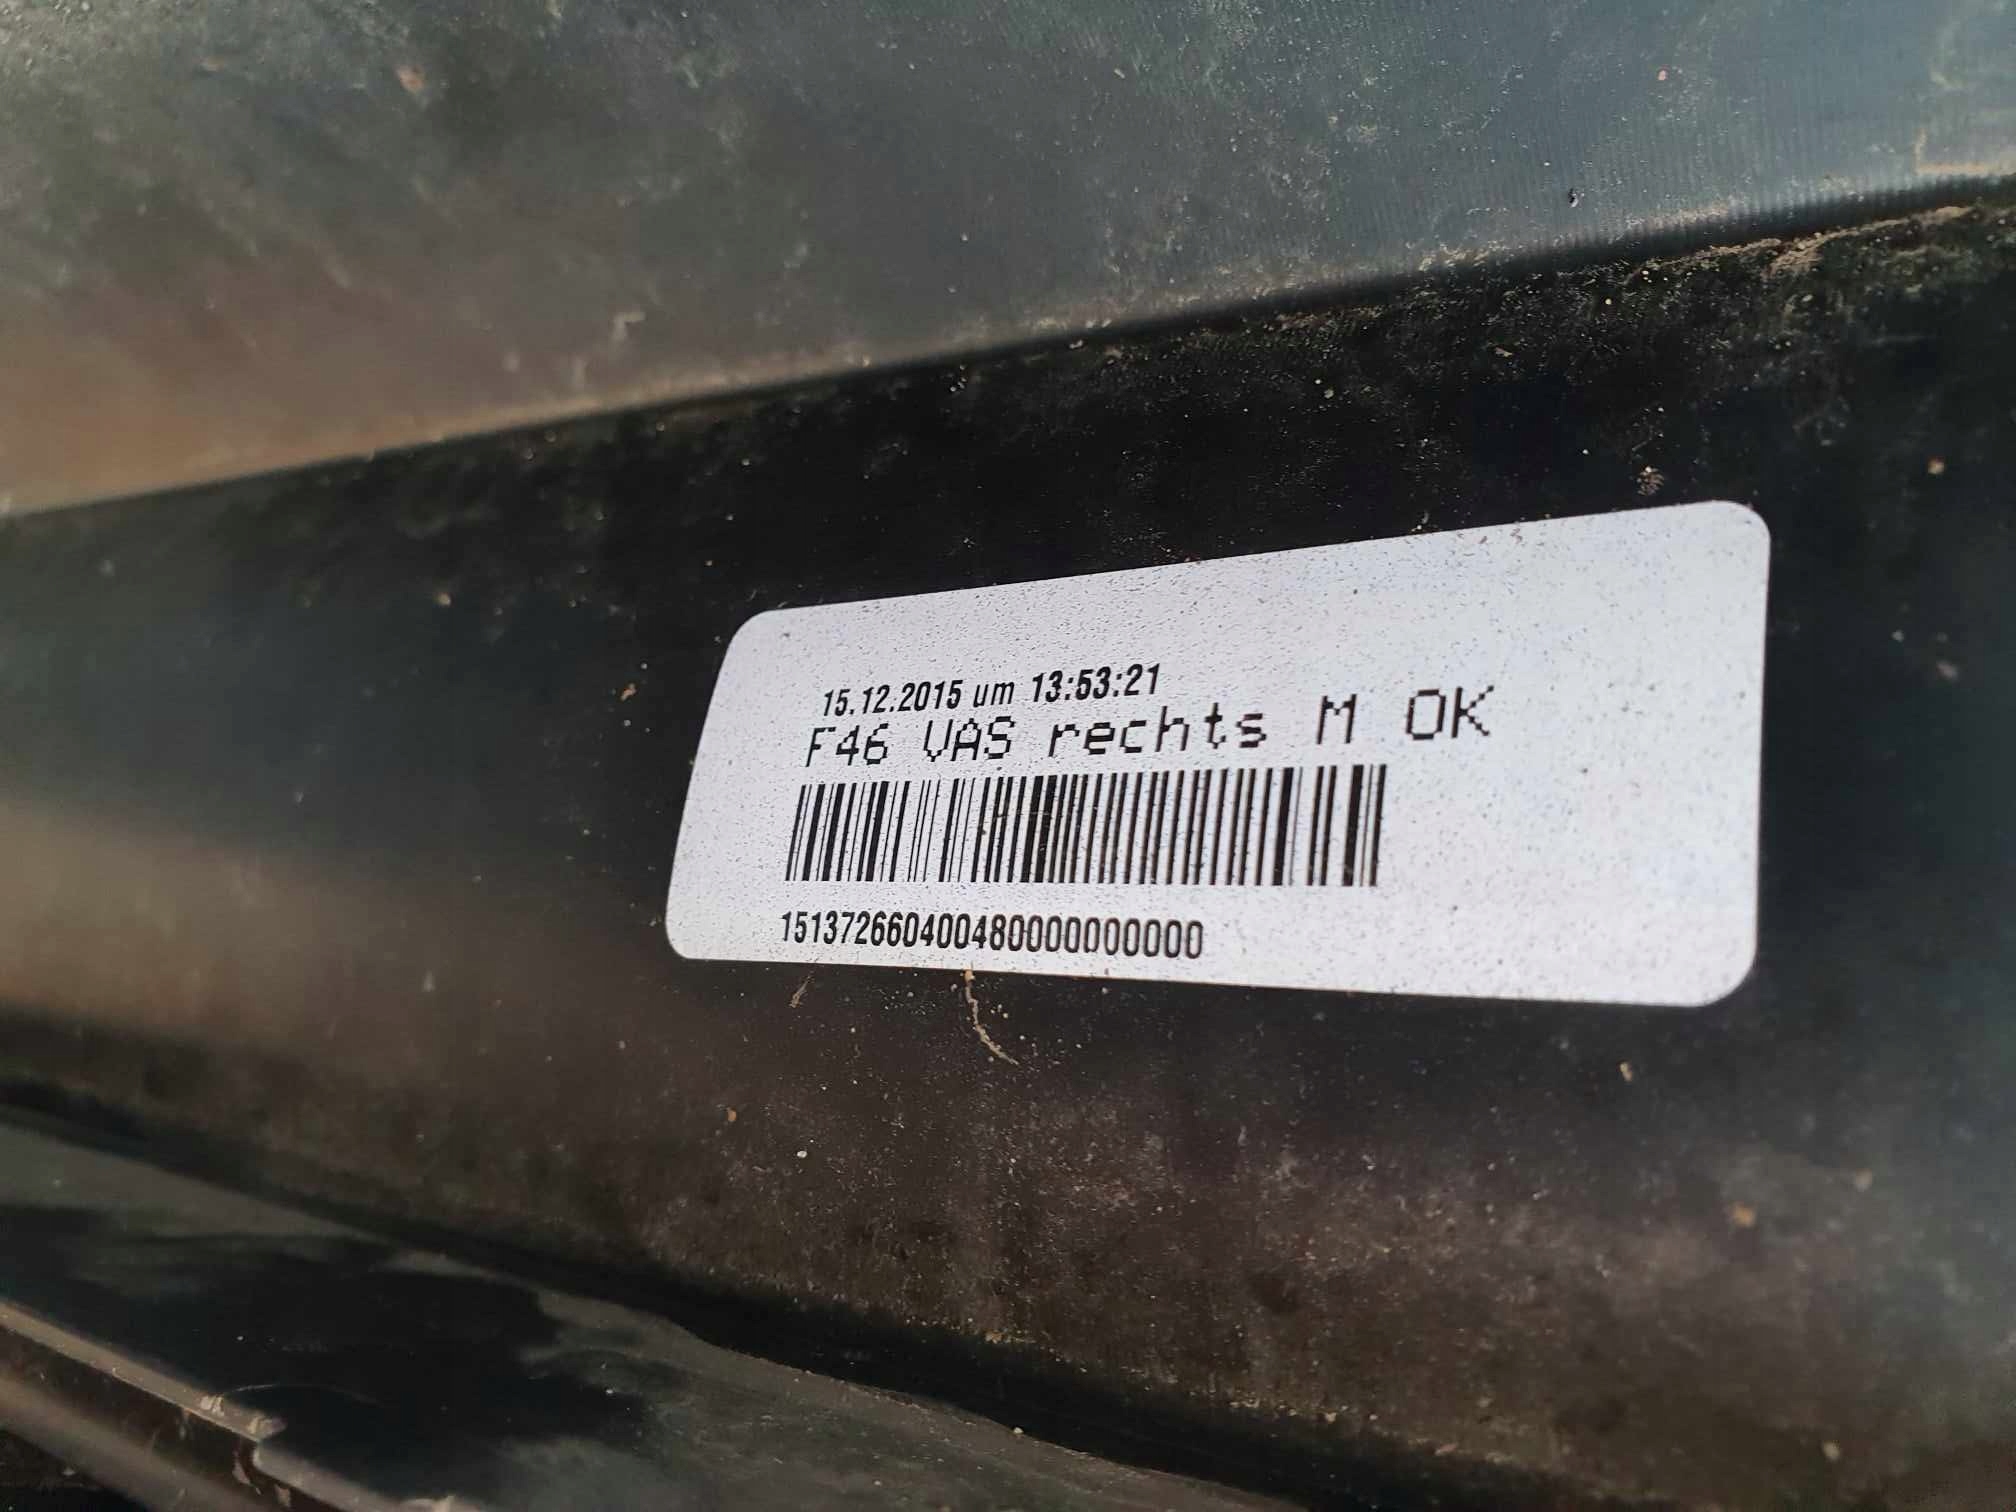 15.12.2015 um 13:53:21
F46 VAS rechts M OK
151372660400480000000000